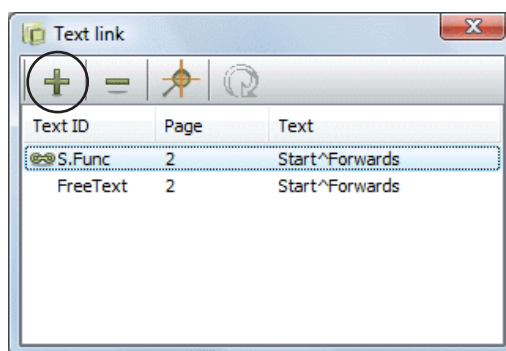 Text link
Text ID Page Text
S.Func 2 Start^Forwards
FreeText 2 Start^Forwards